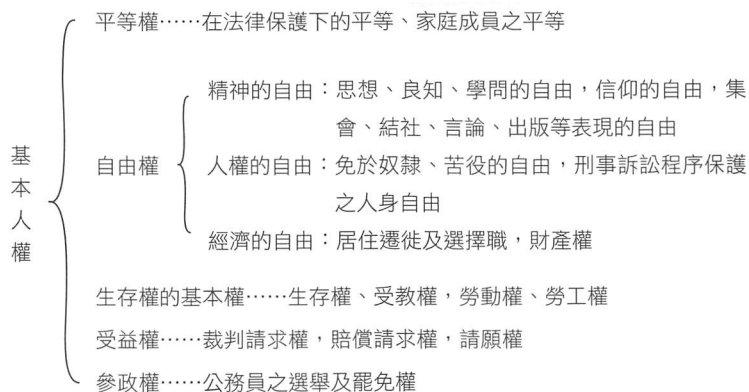 平等權⋯⋯在法律保護下的平等、家庭成員之平等
精神的自由：思想、良知、學問的自由，信仰的自由，集
會、結社、言論、出版等表現的自由
基本人權
自由權
人權的自由：免於奴隸、苦役的自由，刑事訴訟程序保護
之人身自由
經濟的自由：居住遷徙及選擇職，財產權
生存權的基本權⋯⋯生存權、受教權，勞動權、勞工權
受益權⋯⋯裁判請求權，賠償請求權，請願權
參政權⋯⋯公務員之選舉及罷免權